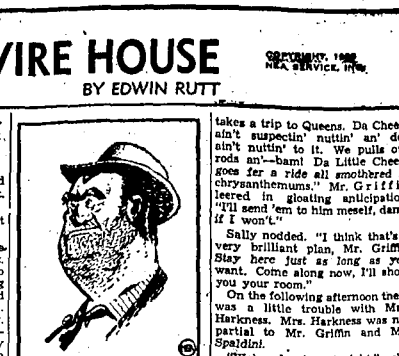 VIRE HOUSE
BY EDWIN RUTT
COPYRIGHT,
NEA SERVICE, INC.
takes a trip to Queens. Da Chee
ain't suspectin' nuttin' an' d
ain't nuttin' to it. We pulls o
rods an'—bam! Da Little Chee
goes fer a ride all smothered
chrysanthemums." Mr. Griffi
leered in gloating anticipatio
"I'll send 'em to him meself, dam
if I won't."
Sally nodded. "I think that's
very brilliant plan, Mr. Griff
Stay here just as long as yo
want. Come along now, I'll sho
you your room."
On the following afternoon the
was a little trouble with Mr
Harkness. Mrs. Harkness was n
partial to Mr. Griffin and M
Spaldini.